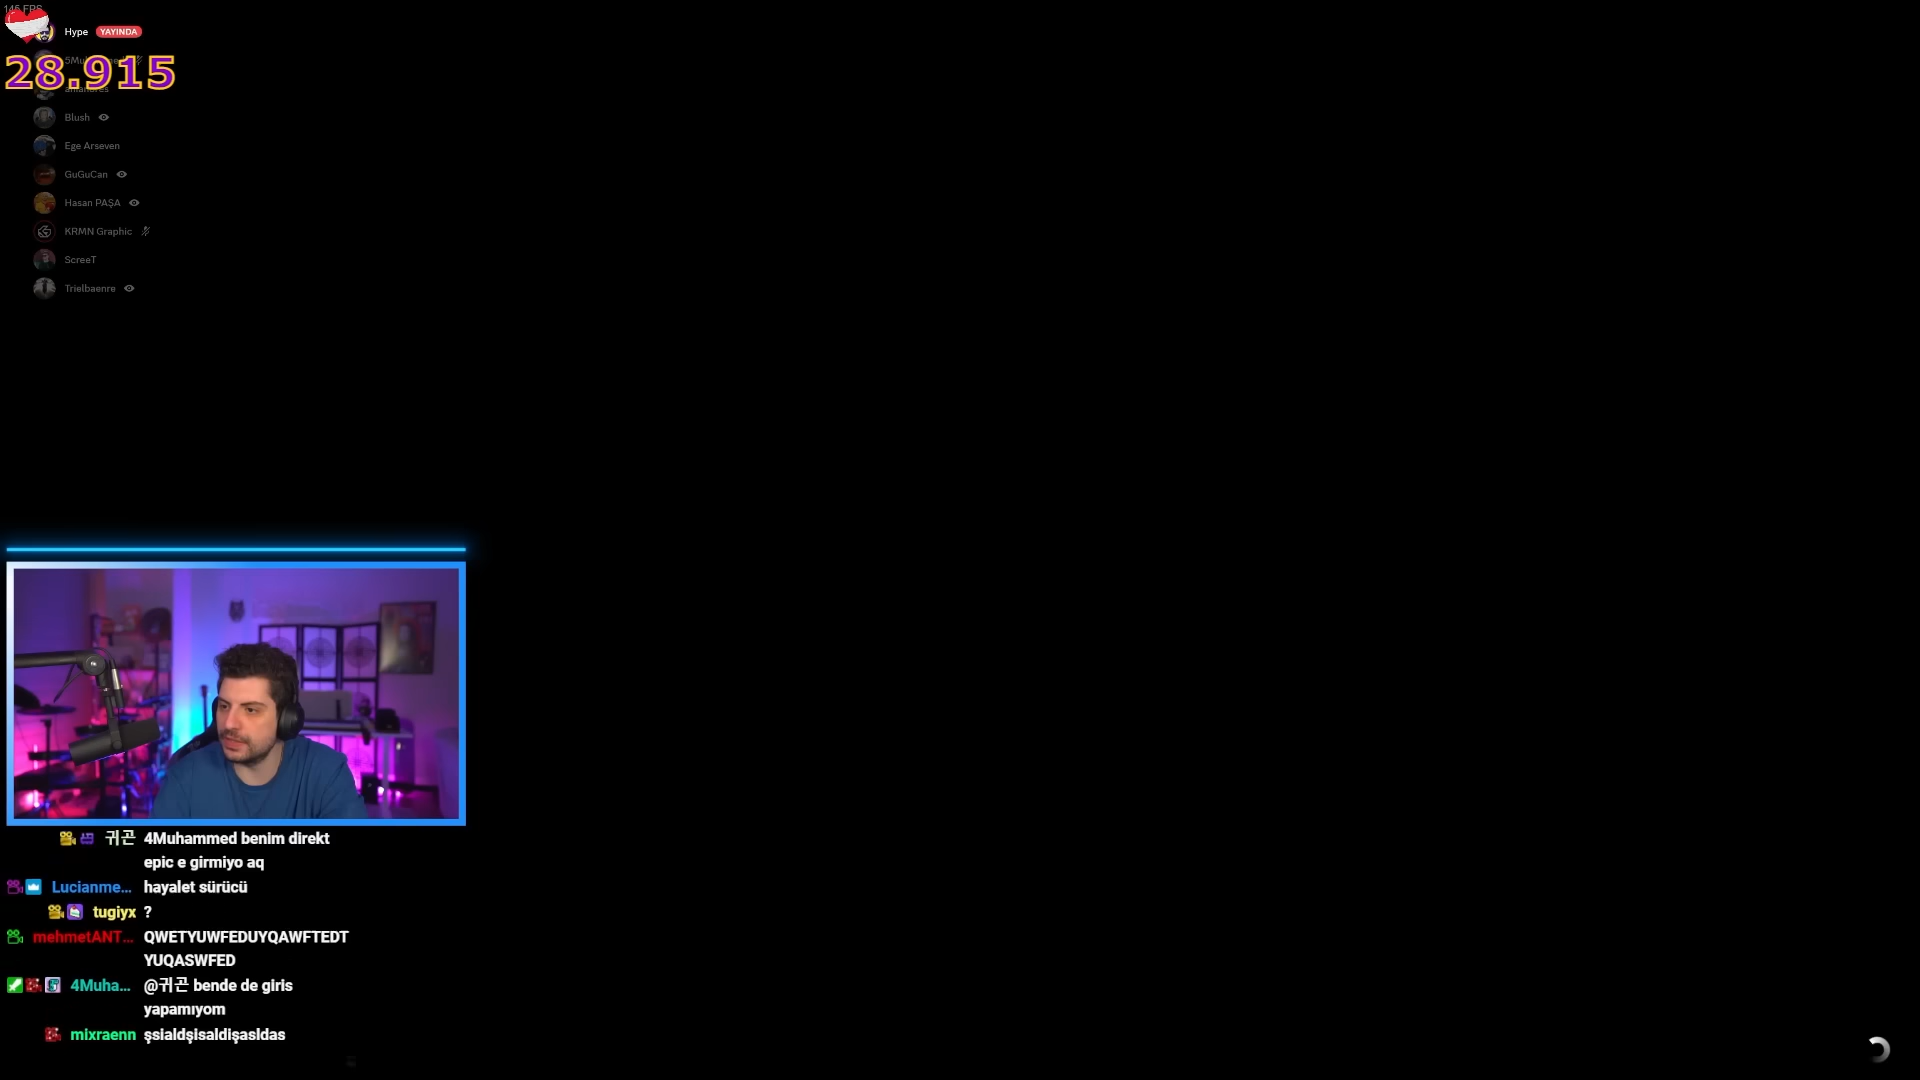 145 FPS
Hype YAYINDA
28.915
Blush
Ege Arseven
GuGuCan
Hasan PAŞA
KRMN Graphic
ScreeT
Trielbaenre
귀곤 4Muhammed benim direkt
epic e girmiyo aq
Lucianme... hayalet sürücü
tugiyx ?
mehmetANT... QWETYUWFEDUYQAWFTEDT
YUQASWFED
4Muha... @귀곤 bende de giris
yapamıyom
mixraenn şsialdşisaldişasldas